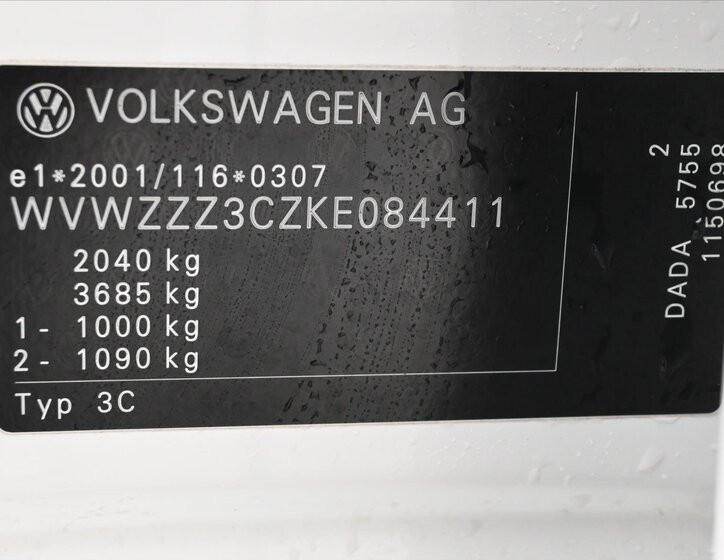 VOLKSWAGEN AG
e1*2001/116*0307
WVWZZZ3CZKE084411
2040 kg
3685 kg
1- 1000 kg
2- 1090 kg
Typ 3C
2
DADA 5755
1150698